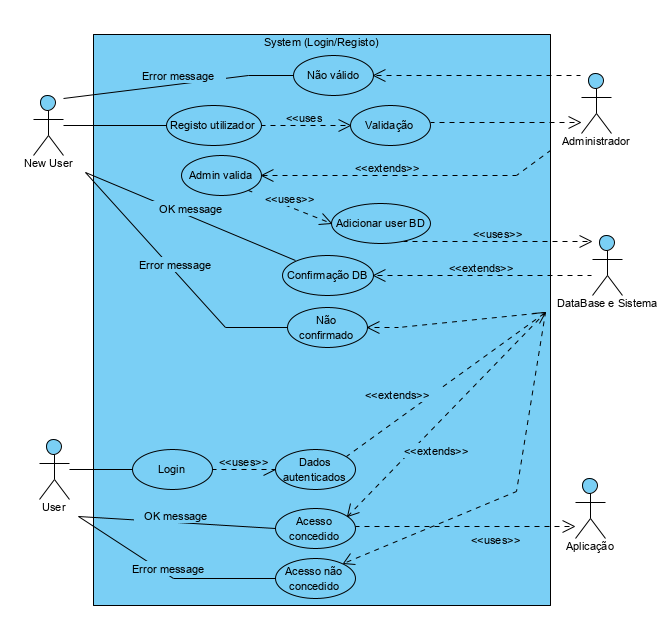 System (Login/Registo)
Error message
Não válido
Registo utilizador
<<uses
Validação
New User
Administrador
Admin valida
<<extends>>
<<uses>>
OK message
Adicionar user BD
<<uses>>
Error message
Confirmação DB
<<extends>>
DataBase e Sistema
Não
confirmado
<<extends>>
<<extends>>
Login
<<uses>>
Dados
autenticados
User
OK message
Acesso
concedido
<<uses>>
Aplicação
Error message
Acesso não
concedido